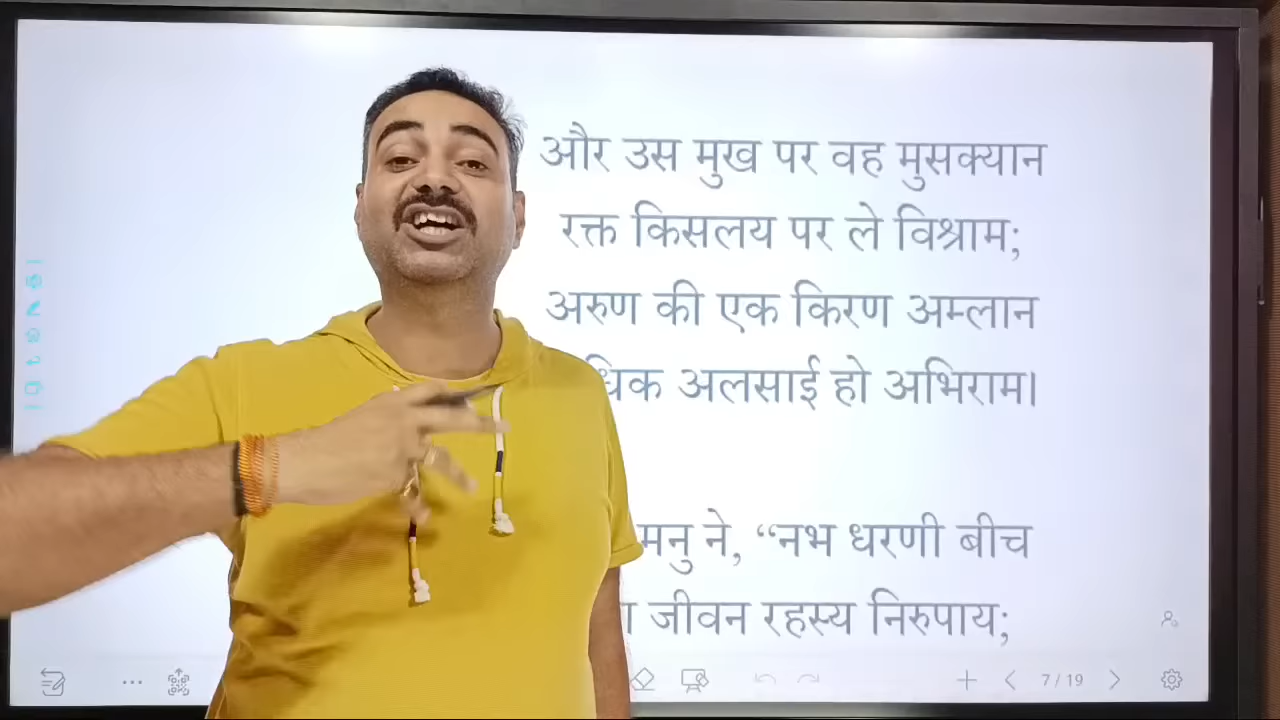 और उस मुख पर वह मुसक्यान
रक्त किसलय पर ले विश्राम;
अरुण की एक किरण अम्लान
अलसाई हो अभिराम।
मनु ने, “नभ धरणी बीच
जीवन रहस्य निरुपाय;
7 / 19